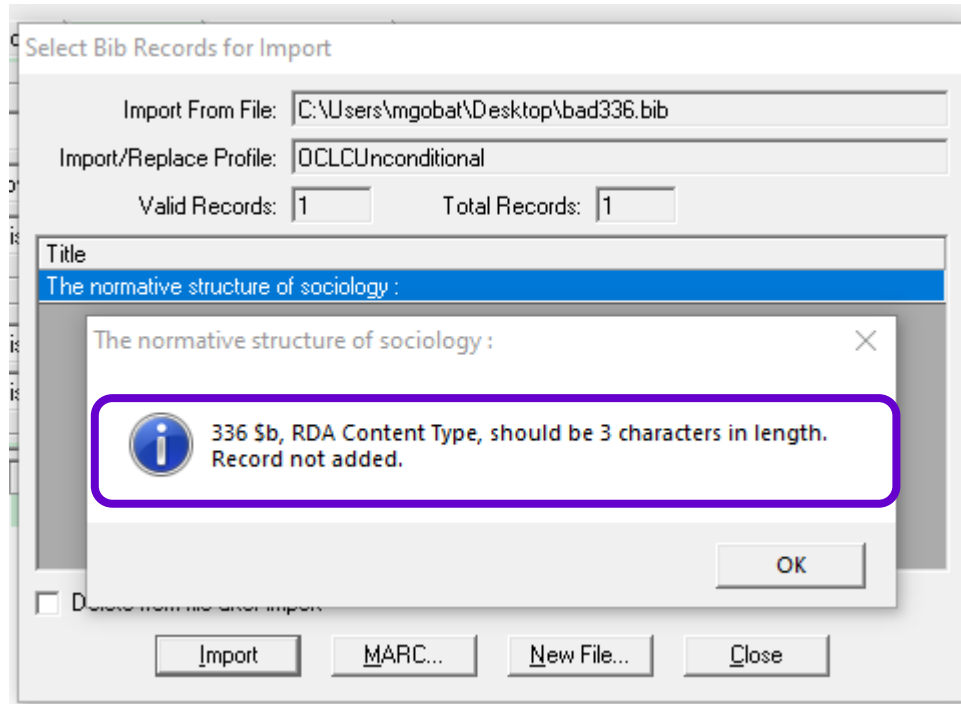 Select Bib Records for Import
Import From File: C:\Users\mgobat\Desktop\bad336.bib
Import/Replace Profile: OCLCUnconditional
Valid Records: 1 Total Records: 1
Title
The normative structure of sociology :
The normative structure of sociology :
336 $b, RDA Content Type, should be 3 characters in length.
Record not added.
OK
Import MARC... New File... Close